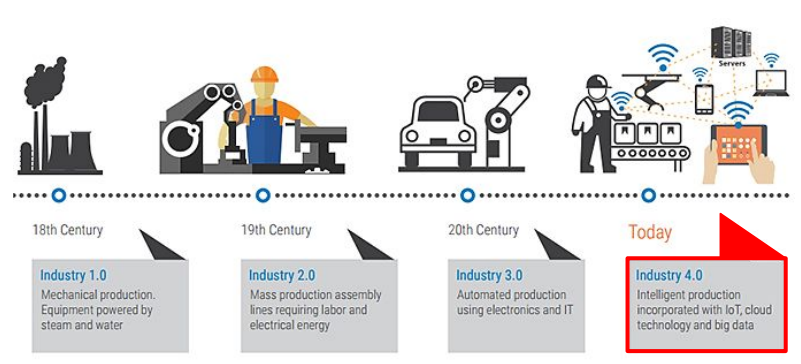 Servers
18th Century
Industry 1.0
Mechanical production.
Equipment powered by
steam and water
19th Century
Industry 2.0
Mass production assembly
lines requiring labor and
electrical energy
20th Century
Industry 3.0
Automated production
using electronics and IT
Today
Industry 4.0
Intelligent production
incorporated with IoT, cloud
technology and big data